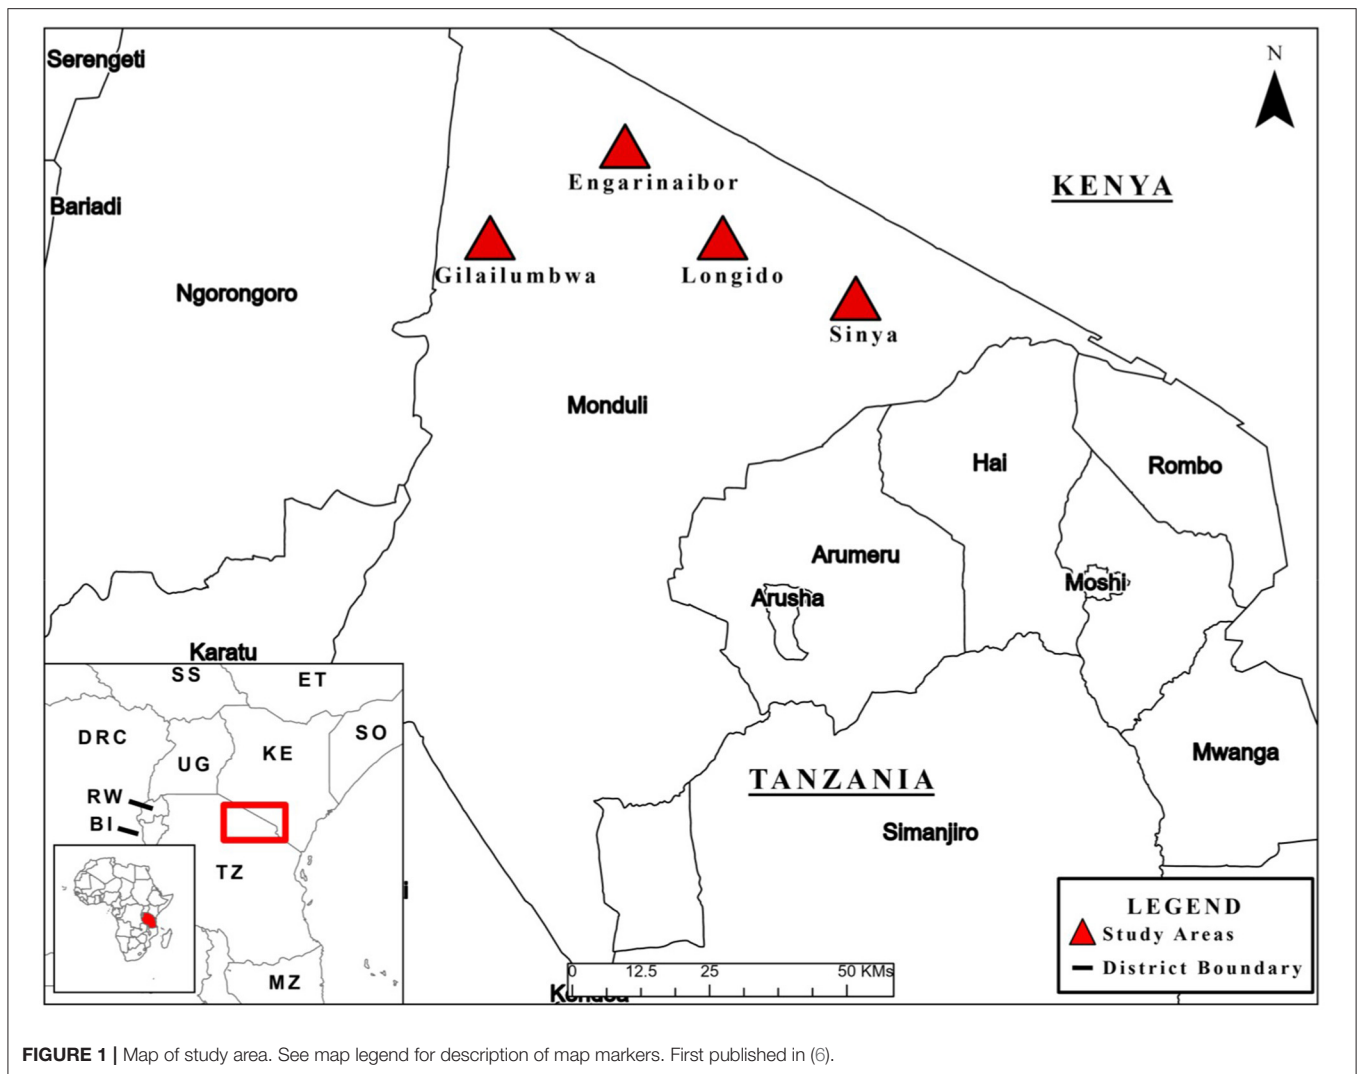 Serengeti
N
KENYA
Engarinaibor
Bariadi
Gilailumbwa
Longido
Ngorongoro
Sinya
Monduli
Hai
Rombo
Arumeru
Moshi
Arusha
Karatu
SS
ET
DRC
UG
KE
SO
RW
BI
TZ
MZ
TANZANIA
Mwanga
Simanjiro
i
LEGEND
Study Areas
District Boundary
0 12.5 25 50 KMs
FIGURE 1 | Map of study area. See map legend for description of map markers. First published in (6).